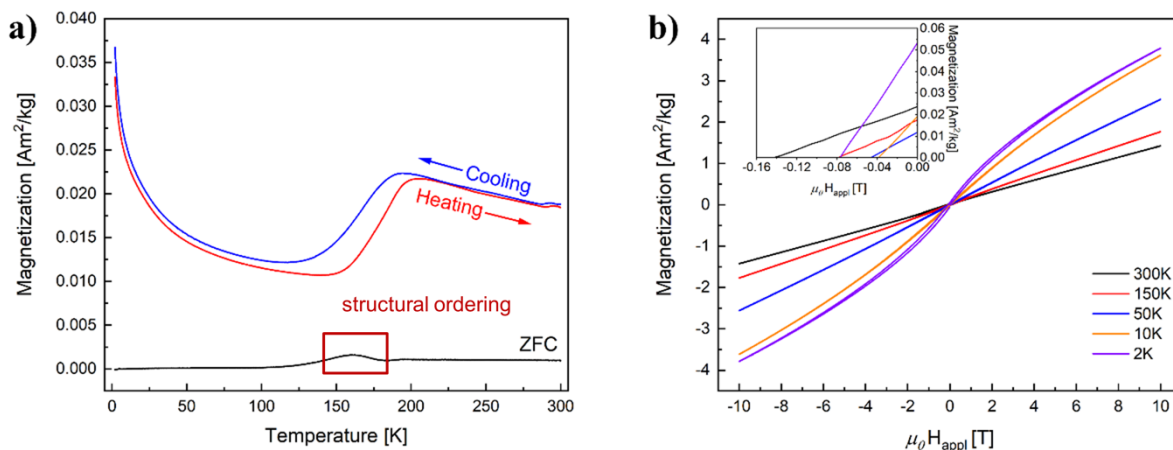 a)
0.040
0.035
0.030
0.025
0.020
0.015
0.010
0.005
0.000
Magnetization [Am²/kg]
Cooling
Heating
structural ordering
ZFC
0 50 100 150 200 250 300
Temperature [K]
b)
4
3
2
1
0
-1
-2
-3
-4
Magnetization [Am²/kg]
0.06
0.05
0.04
0.03
0.02
0.01
0.00
Magnetization [Am²/kg]
-0.16 -0.12 -0.08 -0.04 0.00
μ₀ H_appl [T]
300K
150K
50K
10K
2K
-10 -8 -6 -4 -2 0 2 4 6 8 10
μ₀ H_appl [T]